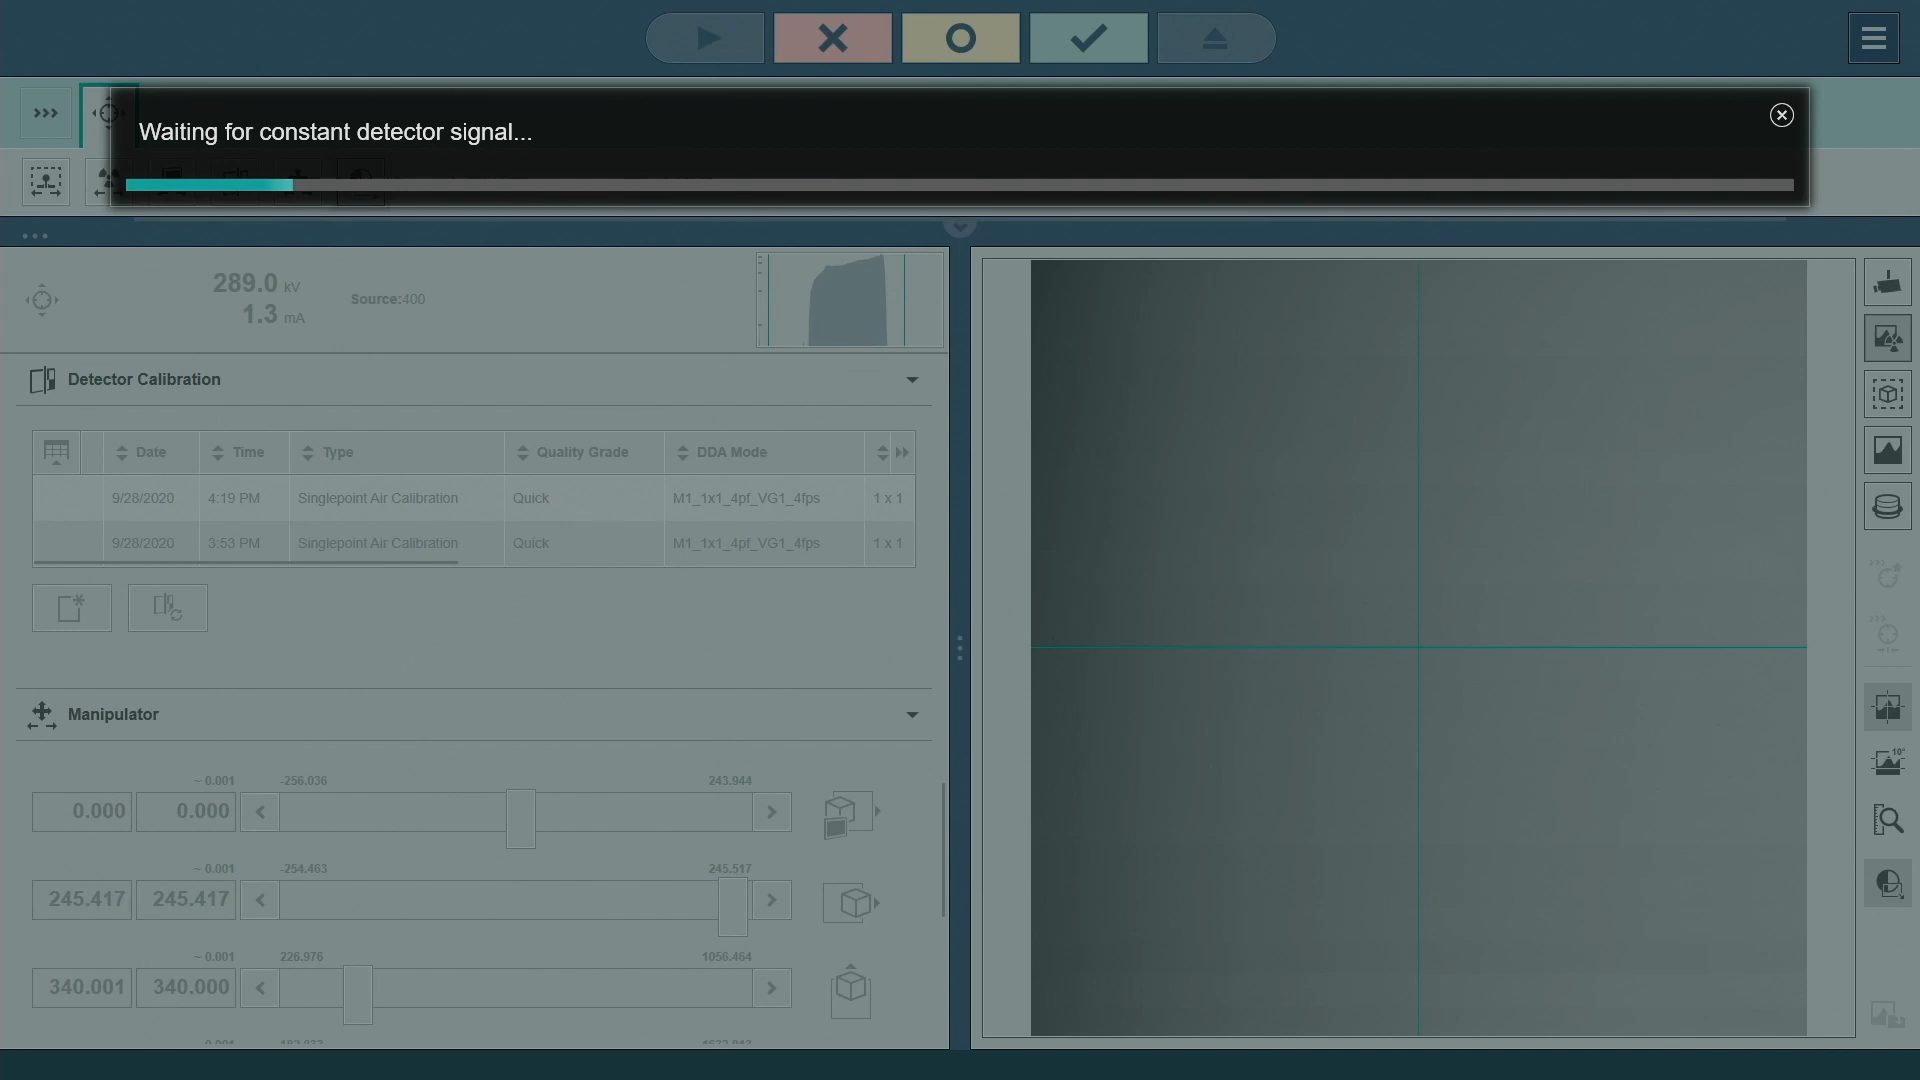 Waiting for constant detector signal...
289.0 kV
1.3 mA
Source:400
Detector Calibration
Date Time Type Quality Grade DDA Mode
9/28/2020 4:19 PM Singlepoint Air Calibration Quick M1_1x1_4pf_VG1_4fps 1 x 1
9/28/2020 3:53 PM Singlepoint Air Calibration Quick M1_1x1_4pf_VG1_4fps 1 x 1
Manipulator
~ 0.001 -256.036 243.944
0.000 0.000
~ 0.001 -254.463 245.517
245.417 245.417
~ 0.001 226.976 1056.464
340.001 340.000
10°